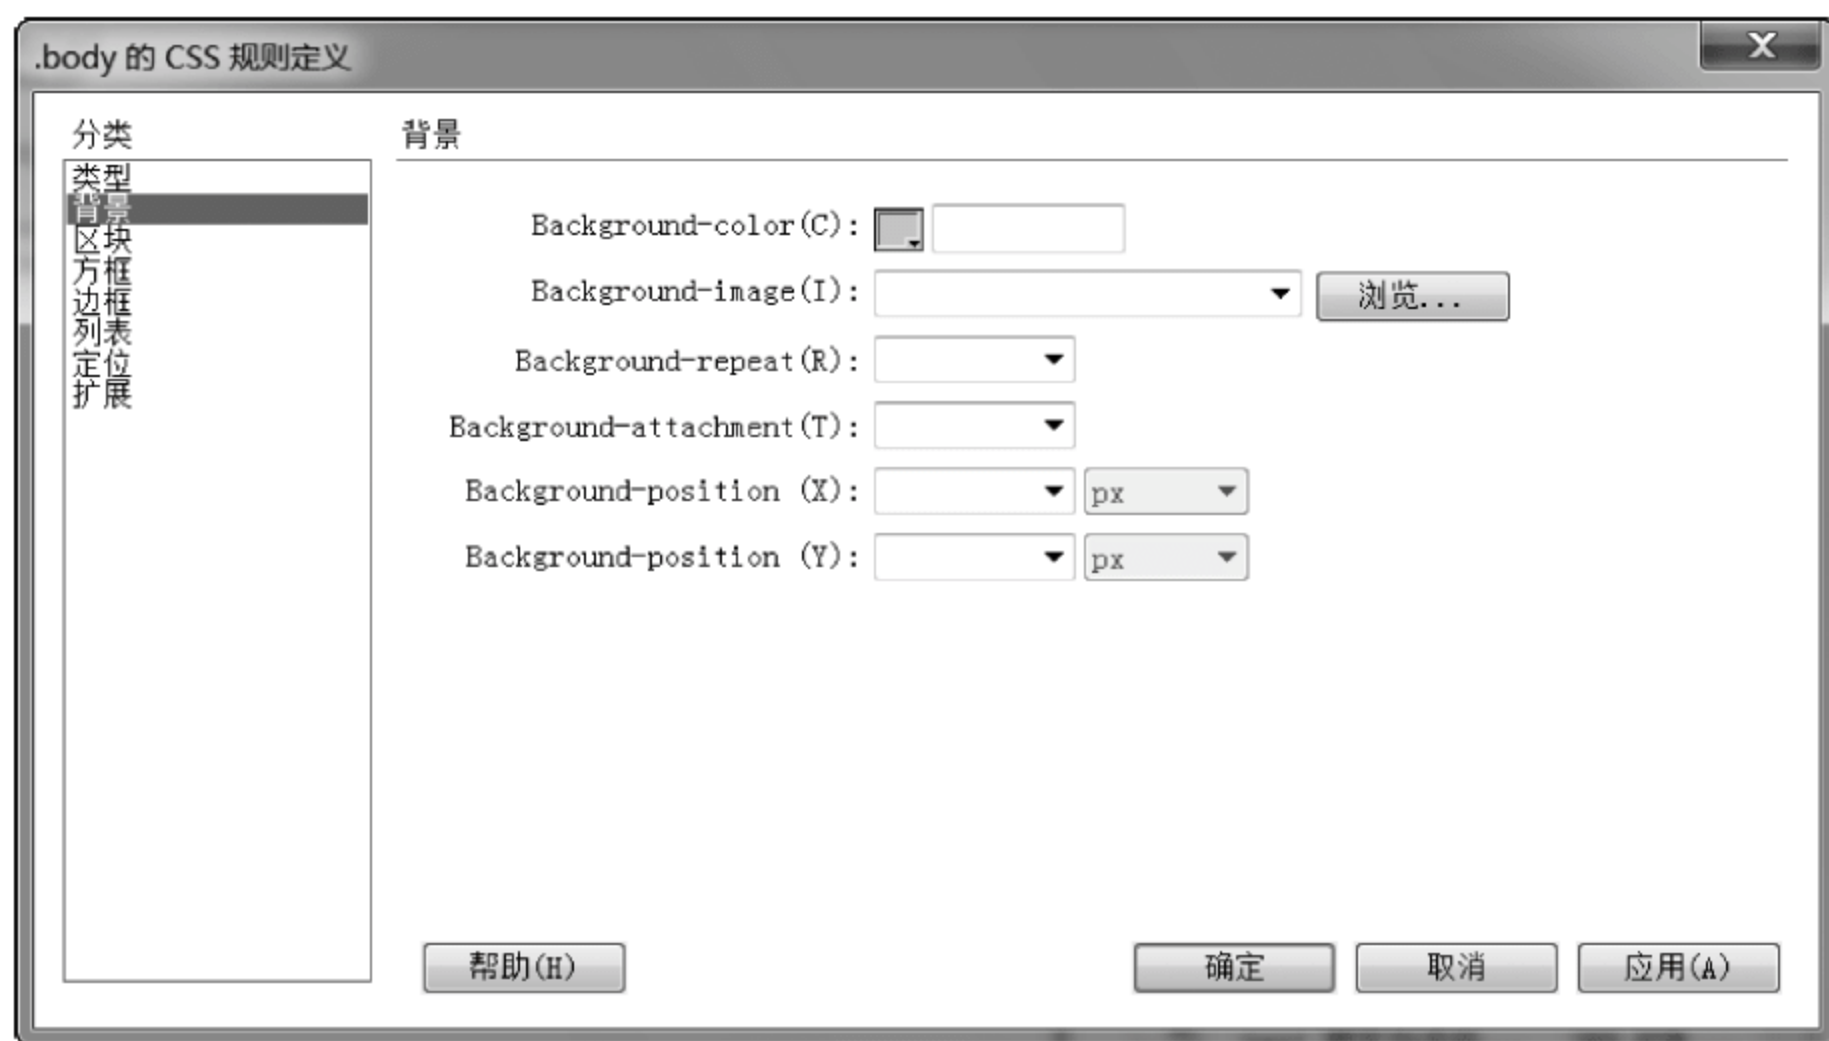 .body 的 CSS 规则定义
分类
类型
背景
区块
方框
边框
列表
定位
扩展
背景
Background-color(C):
Background-image(I):
浏览...
Background-repeat(R):
Background-attachment(T):
Background-position (X):
px
Background-position (Y):
px
帮助(H)
确定
取消
应用(A)